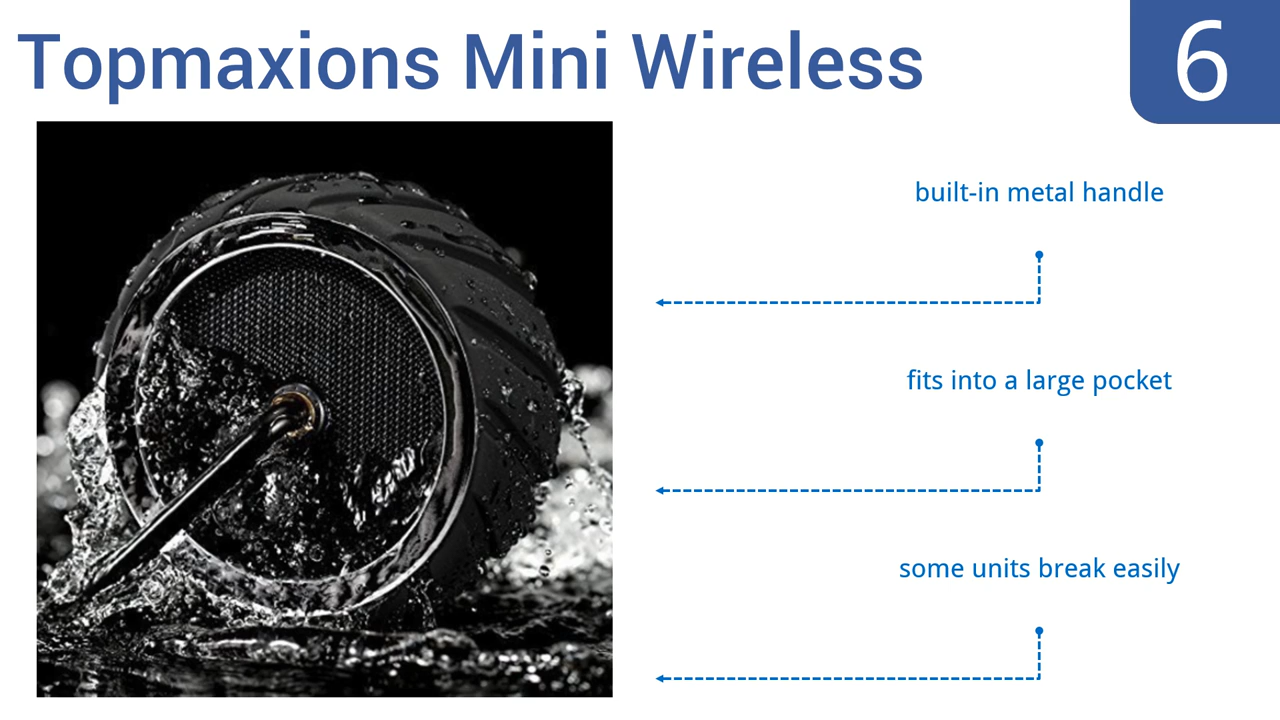 Topmaxions Mini Wireless
6
built-in metal handle
fits into a large pocket
some units break easily